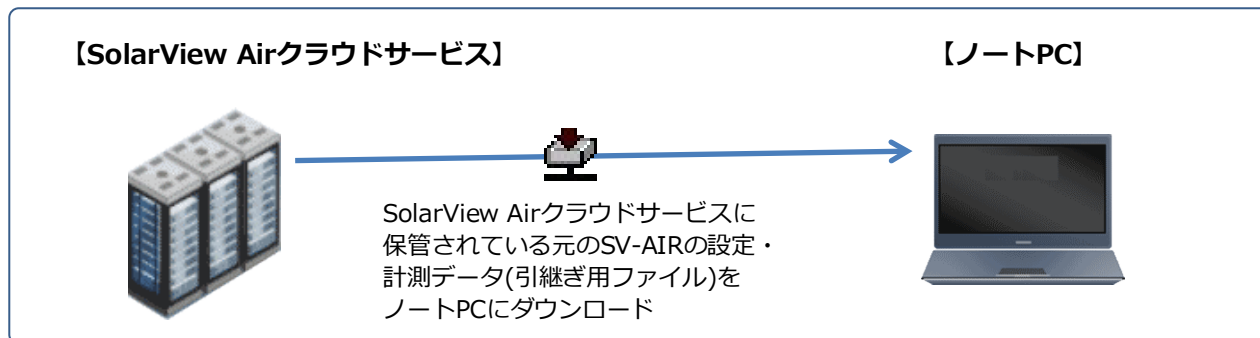 【SolarView Airクラウドサービス】
【ノートPC】
SolarView Airクラウドサービスに
保管されている元のSV-AIRの設定・
計測データ(引継ぎ用ファイル)を
ノートPCにダウンロード